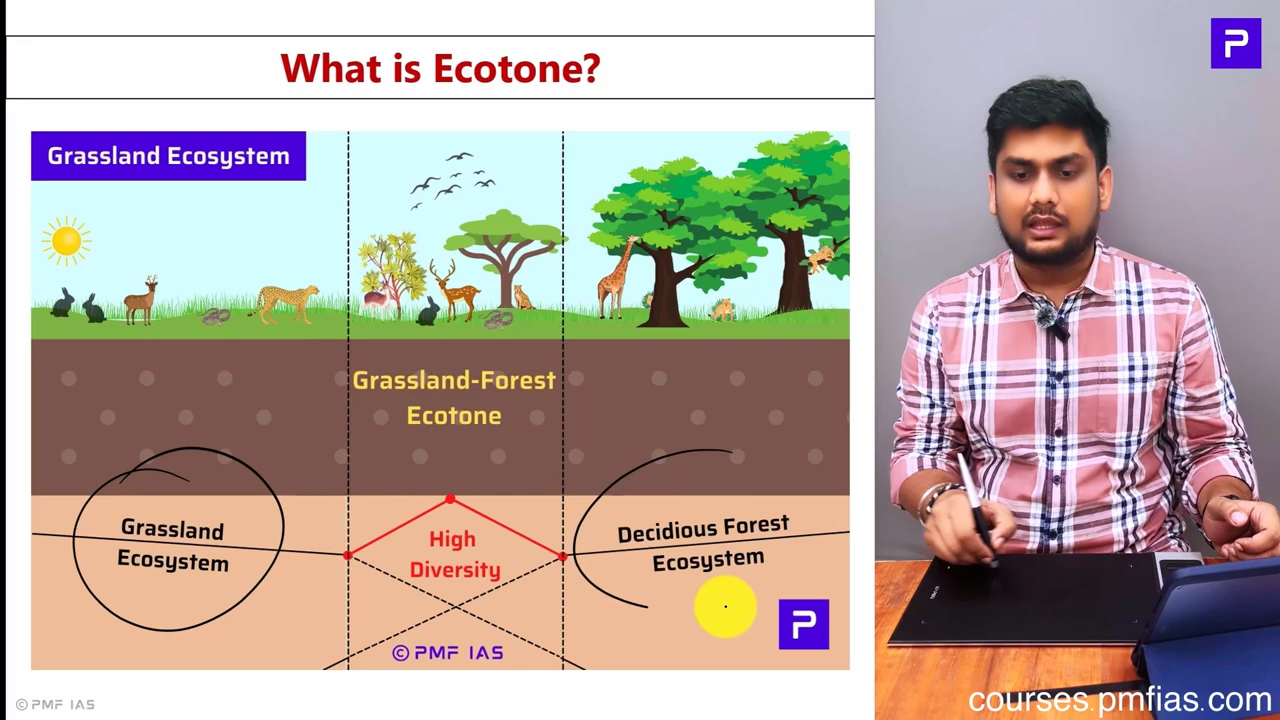 What is Ecotone?
P
Grassland Ecosystem
Grassland-Forest
Ecotone
Grassland
Ecosystem
High
Diversity
Decidious Forest
Ecosystem
P
© PMF IAS
© PMF IAS
courses.pmfias.com